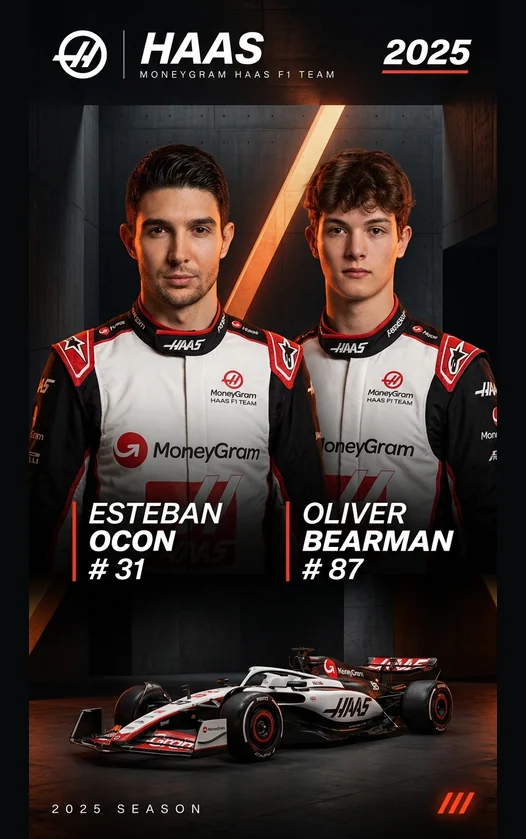 HAAS
MONEYGRAM HAAS F1 TEAM
2025
HAAS
HAAS
MoneyGram
HAAS F1 TEAM
MoneyGram
HAAS F1 TEAM
MoneyGram
MoneyGram
ESTEBAN
OCON
# 31
OLIVER
BEARMAN
# 87
MoneyGram
HAAS
2025 SEASON